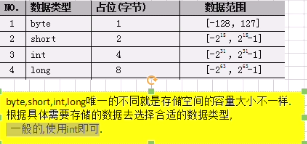 NO. 数据类型 占位(字节) 数据范围
1 byte 1 [-128, 127]
2 short 2 [-2¹⁵, 2¹⁵-1]
3 int 4 [-2³¹, 2³¹-1]
4 long 8 [-2⁶³, 2⁶³-1]
byte,short,int,long唯一的不同就是存储空间的容量大小不一样.
根据具体需要存储的数据去选择合适的数据类型,
一般的,使用int即可.